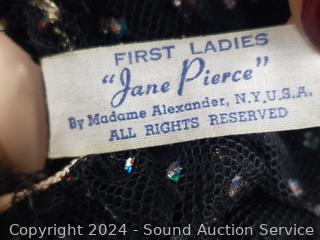 FIRST LADIES
"Jane Pierce"
By Madame Alexander, N.Y.U.S.A.
ALL RIGHTS RESERVED
Copyright 2024 - Sound Auction Service